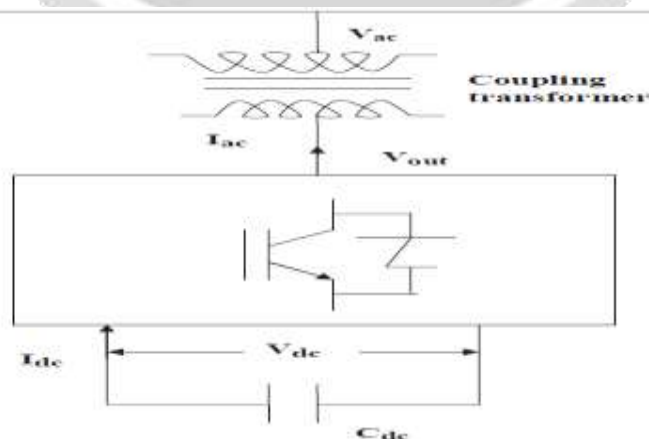 Vac
Coupling
transformer
Iac
Vout
Idc
Vdc
Cdc